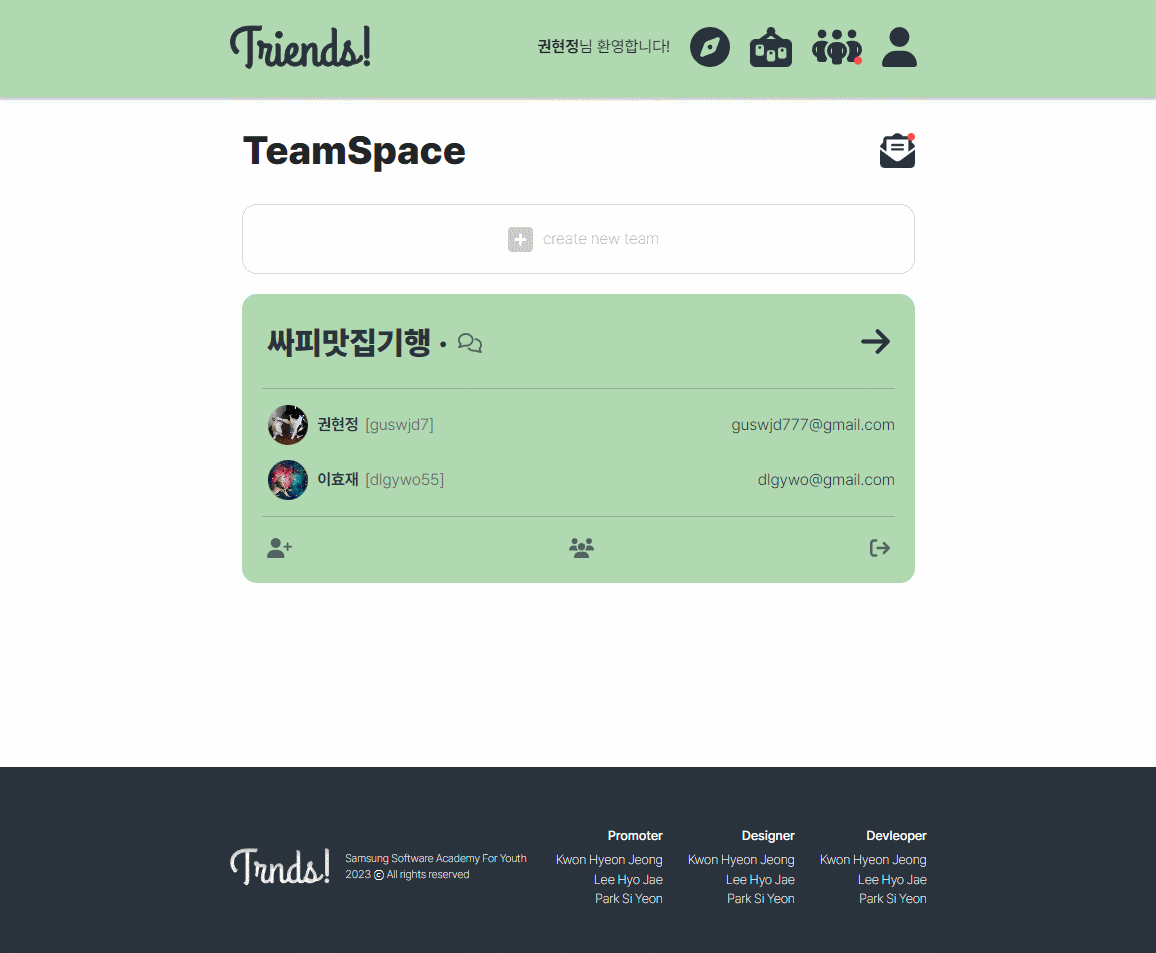 Triends!
권현정님 환영합니다!
TeamSpace
create new team
싸피맛집기행 •
권현정 [guswjd7] guswjd777@gmail.com
이효재 [dlgywo55] dlgywo@gmail.com
Trnds!
Samsung Software Academy For Youth
2023 ⓒ All rights reserved
Promoter
Kwon Hyeon Jeong
Lee Hyo Jae
Park Si Yeon
Designer
Kwon Hyeon Jeong
Lee Hyo Jae
Park Si Yeon
Devleoper
Kwon Hyeon Jeong
Lee Hyo Jae
Park Si Yeon